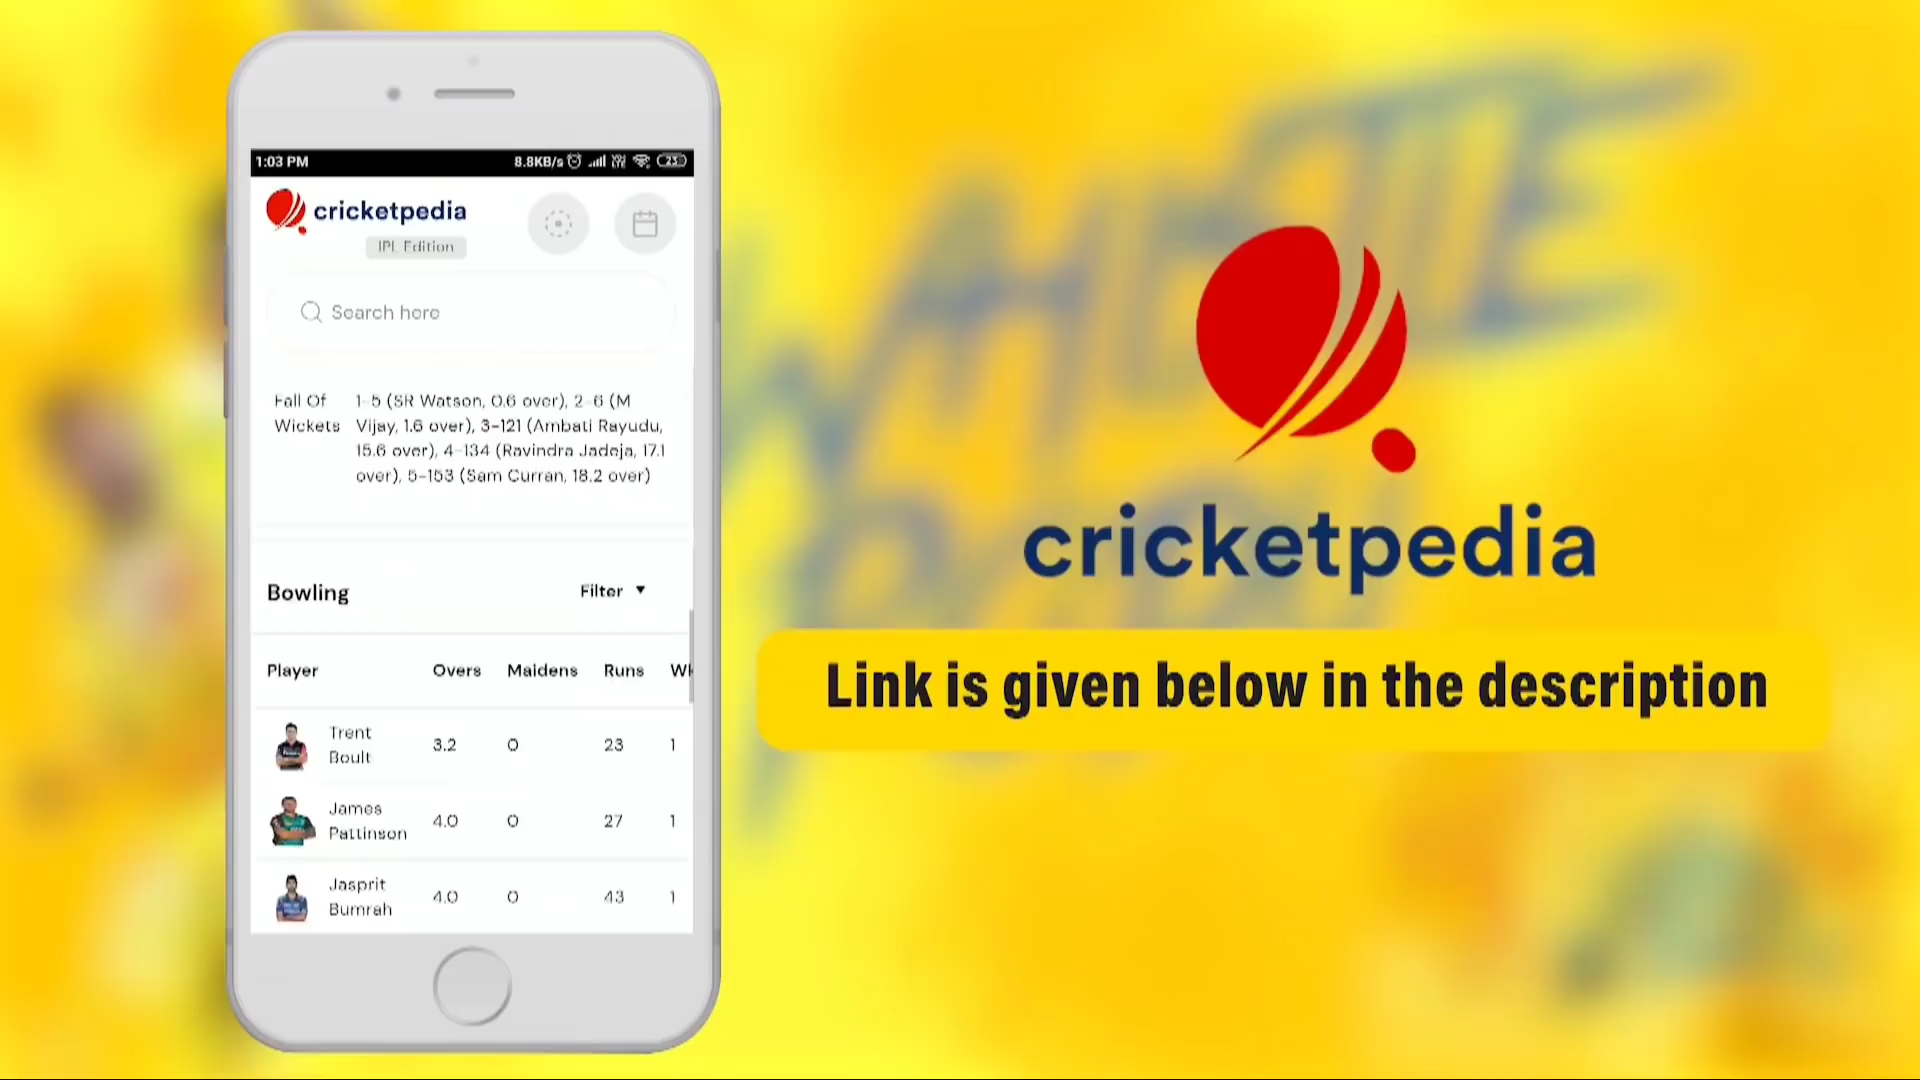 1:03 PM 8.8KB/s 23
cricketpedia
IPL Edition
Search here
Fall Of Wickets
1-5 (SR Watson, 0.6 over), 2-6 (M
Vijay, 1.6 over), 3-121 (Ambati Rayudu,
15.6 over), 4-134 (Ravindra Jadeja, 17.1
over), 5-153 (Sam Curran, 18.2 over)
Bowling Filter
Player Overs Maidens Runs
Trent Boult 3.2 0 23 1
James Pattinson 4.0 0 27 1
Jasprit Bumrah 4.0 0 43 1
cricketpedia
Link is given below in the description